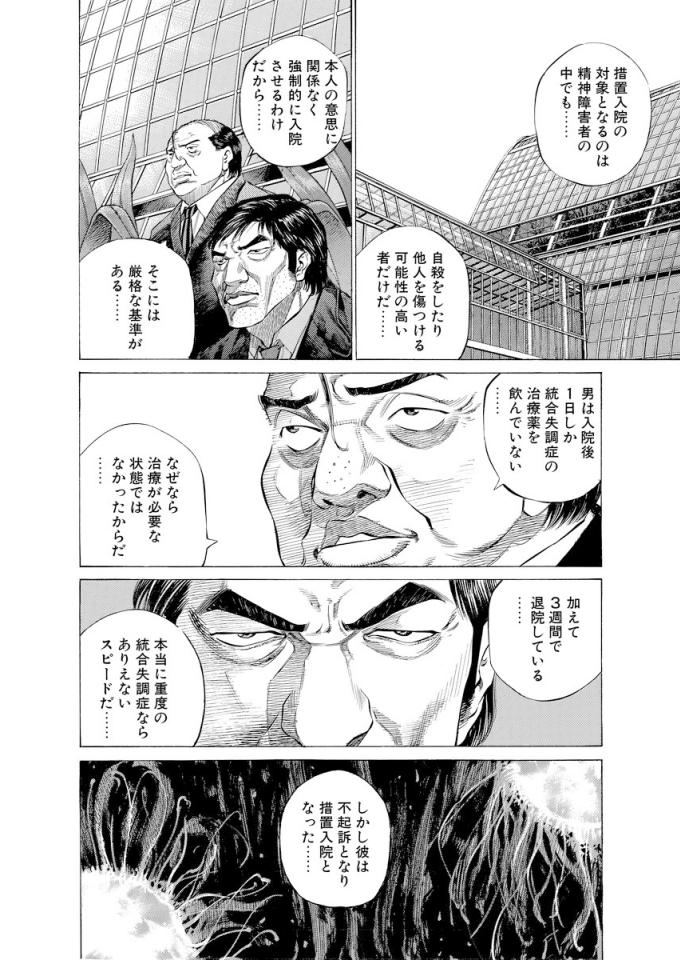 措置入院の
対象となるのは
精神障害者の
中でも……
自殺をしたり
他人を傷つける
可能性の高い
者だけだ……
本人の意思に
関係なく
強制的に入院
させるわけ
だから……
そこには
厳格な基準が
ある……
男は入院後
1日しか
統合失調症の
治療薬を
飲んでいない
……
なぜなら
治療が必要な
状態では
なかったからだ
加えて
3週間で
退院している
……
本当に重度の
統合失調症なら
ありえない
スピードだ……
しかし彼は
不起訴となり
措置入院と
なった……